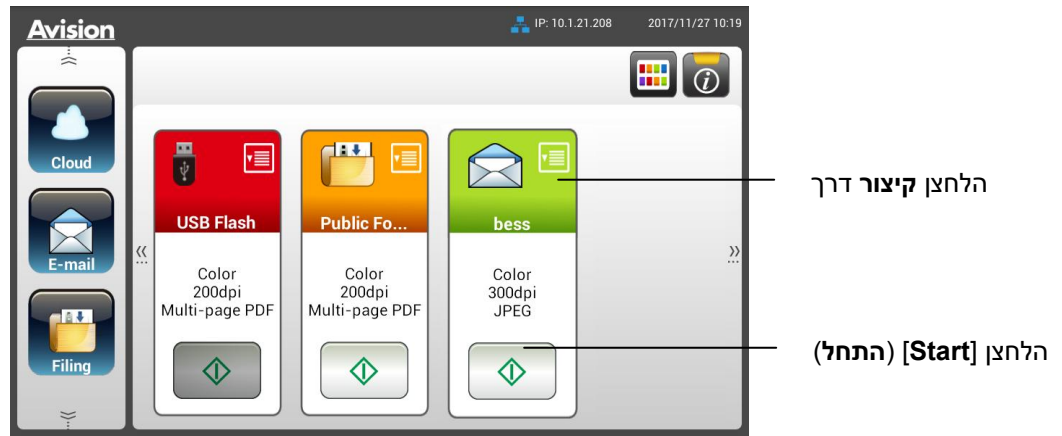 Avision
IP: 10.1.21.208
2017/11/27 10:19
Cloud
E-mail
Filing
USB Flash
Color
200dpi
Multi-page PDF
Public Fo...
Color
200dpi
Multi-page PDF
bess
Color
300dpi
JPEG
הלחצן קיצור דרך
הלחצן [Start] (התחל)